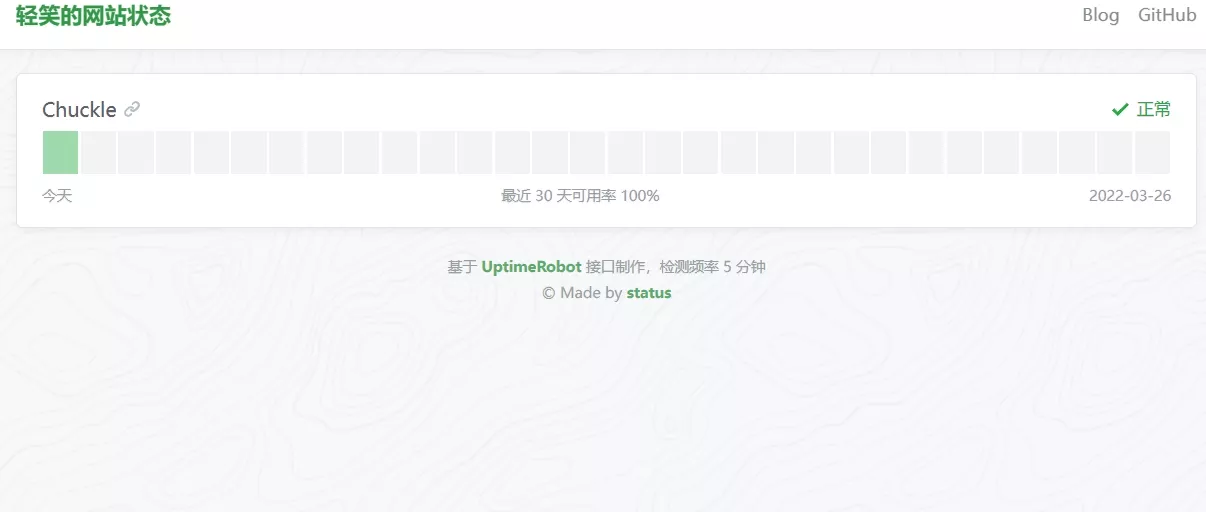 轻笑的网站状态 Blog GitHub
Chuckle 正常
今天 最近 30 天可用率 100% 2022-03-26
基于 UptimeRobot 接口制作，检测频率 5 分钟
© Made by status